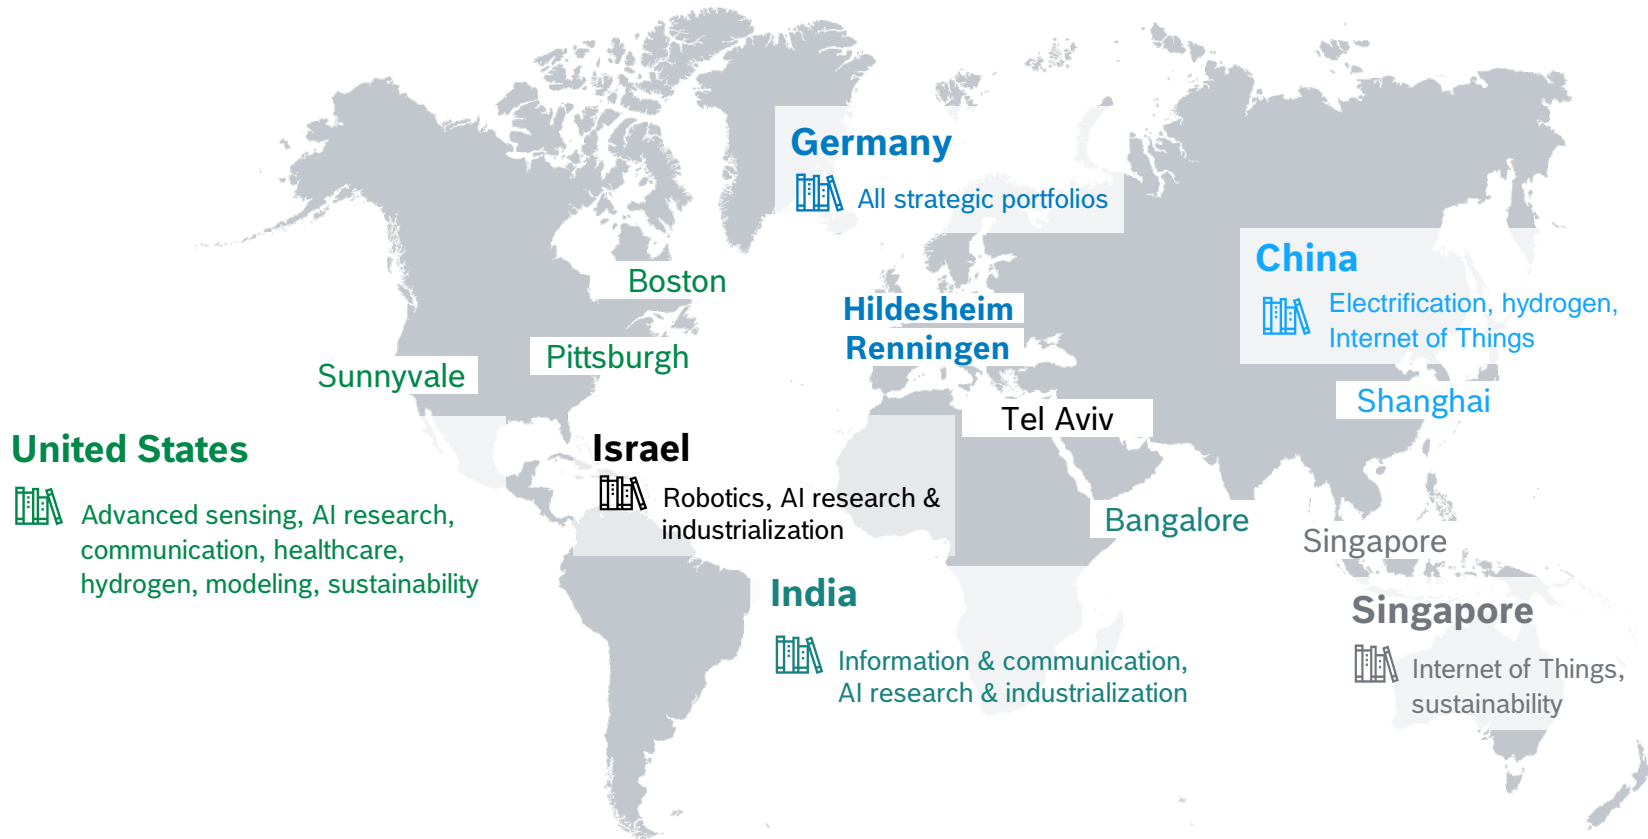 Germany
All strategic portfolios
China
Electrification, hydrogen,
Internet of Things
Boston
Hildesheim
Renningen
Pittsburgh
Sunnyvale
Shanghai
Tel Aviv
United States
Advanced sensing, AI research,
communication, healthcare,
hydrogen, modeling, sustainability
Israel
Robotics, AI research &
industrialization
Bangalore
Singapore
India
Information & communication,
AI research & industrialization
Singapore
Internet of Things,
sustainability